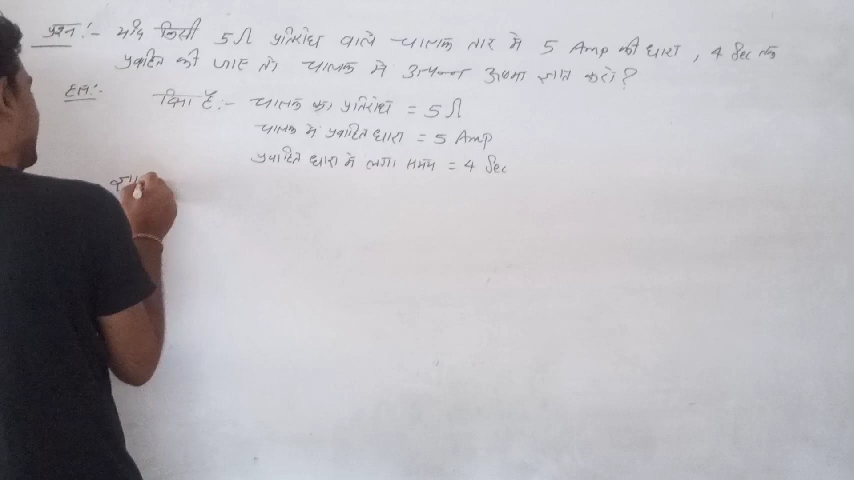 प्रश्न :- यदि किसी 5Ω प्रतिरोध वाले चालक तार में 5 Amp की धारा , 4 Sec तक
प्रवाहित की जाए तो चालक में उत्पन्न ऊष्मा ज्ञात करो ?
हल :-
दिया है :- चालक का प्रतिरोध = 5Ω
चालक में प्रवाहित धारा = 5 Amp
प्रवाहित धारा में लगा समय = 4 Sec